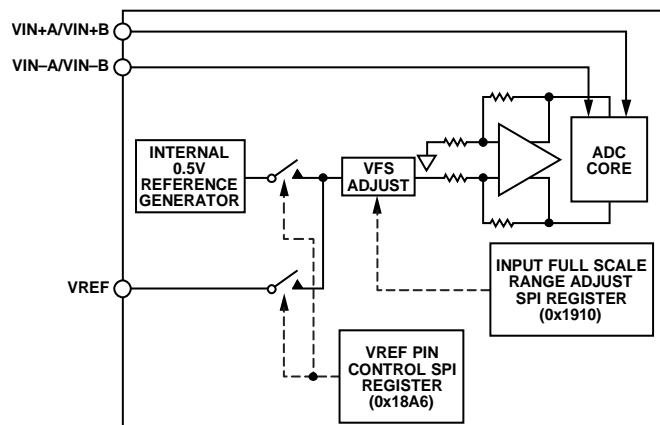 VIN+A/VIN+B
VIN–A/VIN–B
INTERNAL
0.5V
REFERENCE
GENERATOR
VFS
ADJUST
ADC
CORE
VREF
INPUT FULL SCALE
RANGE ADJUST
SPI REGISTER
(0x1910)
VREF PIN
CONTROL SPI
REGISTER
(0x18A6)